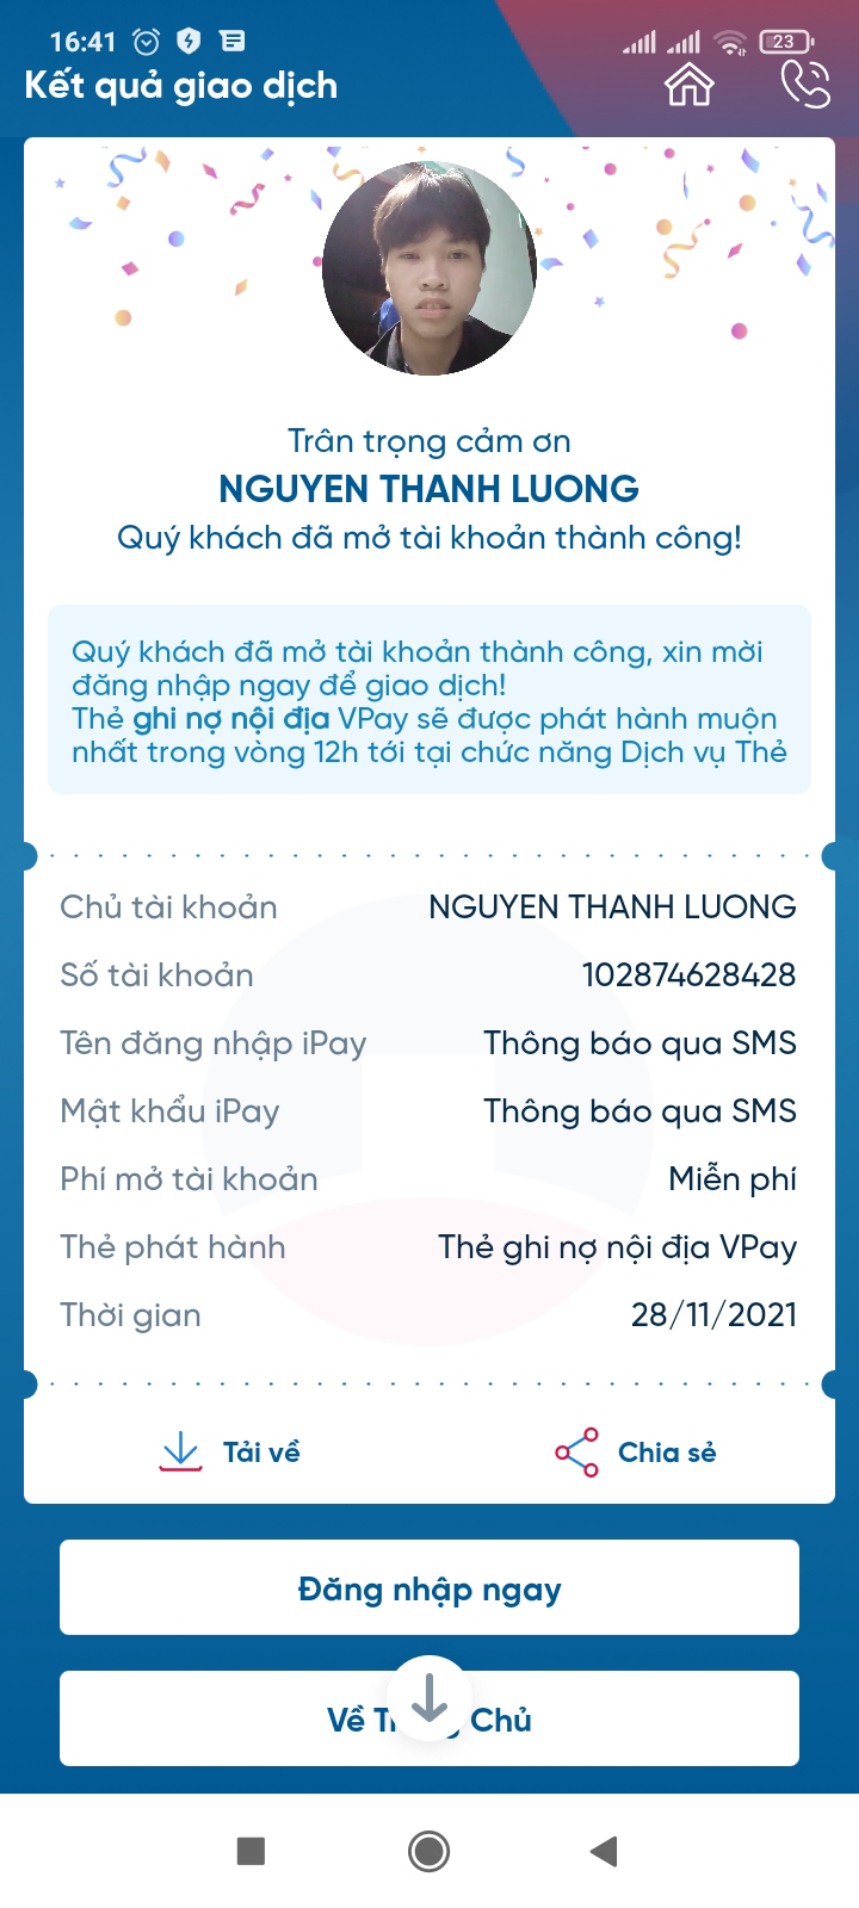 16:41
23
Kết quả giao dịch
Trân trọng cảm ơn
NGUYEN THANH LUONG
Quý khách đã mở tài khoản thành công!
Quý khách đã mở tài khoản thành công, xin mời
đăng nhập ngay để giao dịch!
Thẻ ghi nợ nội địa VPay sẽ được phát hành muộn
nhất trong vòng 12h tới tại chức năng Dịch vụ Thẻ
Chủ tài khoản NGUYEN THANH LUONG
Số tài khoản 102874628428
Tên đăng nhập iPay Thông báo qua SMS
Mật khẩu iPay Thông báo qua SMS
Phí mở tài khoản Miễn phí
Thẻ phát hành Thẻ ghi nợ nội địa VPay
Thời gian 28/11/2021
Tải về Chia sẻ
Đăng nhập ngay
Về Chủ